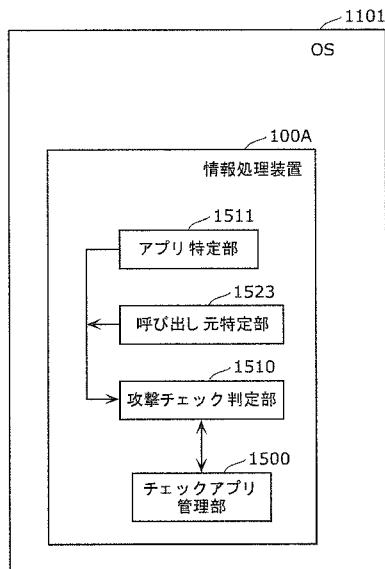 1101
OS
100A
情報処理装置
1511
アプリ特定部
1523
呼び出し元特定部
1510
攻撃チェック判定部
1500
チェックアプリ
管理部